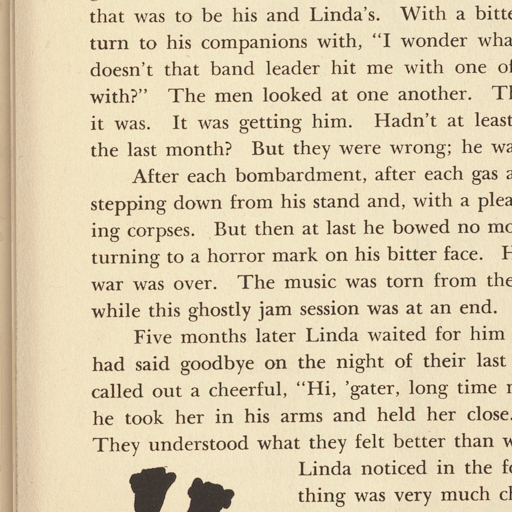 that was to be his and Linda's. With a
turn to his companions with, “I wonder
doesn't that band leader hit me with one
with?” The men looked at one another.
it was. It was getting him. Hadn't at least
the last month? But they were wrong; he
After each bombardment, after each gas
stepping down from his stand and, with a
ing corpses. But then at last he bowed no
turning to a horror mark on his bitter face.
war was over. The music was torn from the
while this ghostly jam session was at an end.
Five months later Linda waited for him
had said goodbye on the night of their last
called out a cheerful, “Hi, 'gater, long time
he took her in his arms and held her close.
They understood what they felt better than
Linda noticed in the
thing was very much